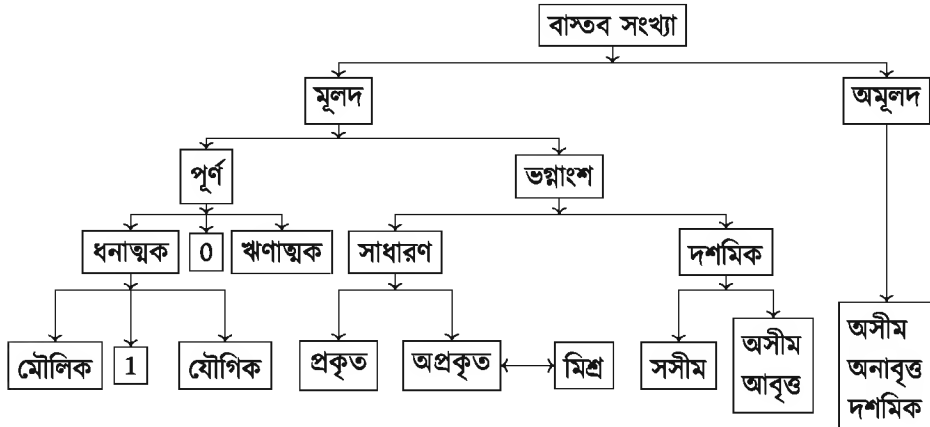 বাস্তব সংখ্যা
মূলদ
অমূলদ
পূর্ণ
ভগ্নাংশ
ধনাত্মক
0
ঋণাত্মক
সাধারণ
দশমিক
মৌলিক
1
যৌগিক
প্রকৃত
অপ্রকৃত
মিশ্র
সসীম
অসীম
আবৃত্ত
অসীম
অনাবৃত্ত
দশমিক